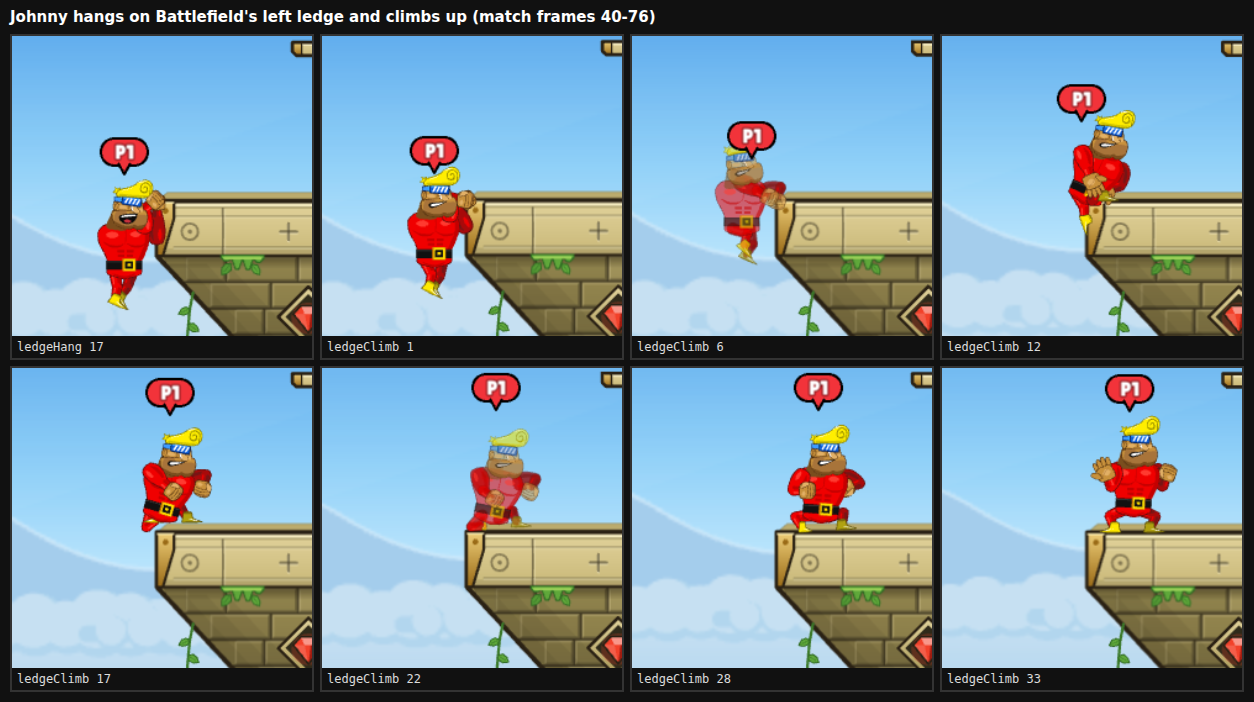 Johnny hangs on Battlefield's left ledge and climbs up (match frames 40-76)
P1
P1
P1
P1
ledgeHang 17
ledgeClimb 1
ledgeClimb 6
ledgeClimb 12
P1
P1
P1
P1
ledgeClimb 17
ledgeClimb 22
ledgeClimb 28
ledgeClimb 33